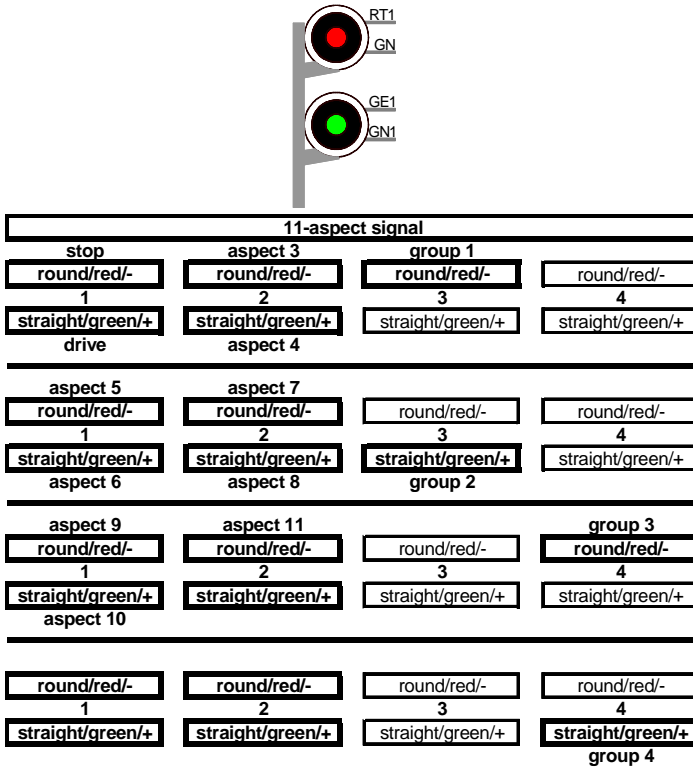 RT1
GN
GE1
GN1
11-aspect signal
stop aspect 3 group 1
round/red/- round/red/- round/red/- round/red/-
1 2 3 4
straight/green/+ straight/green/+ straight/green/+ straight/green/+
drive aspect 4
aspect 5 aspect 7
round/red/- round/red/- round/red/- round/red/-
1 2 3 4
straight/green/+ straight/green/+ straight/green/+ straight/green/+
aspect 6 aspect 8 group 2
aspect 9 aspect 11 group 3
round/red/- round/red/- round/red/- round/red/-
1 2 3 4
straight/green/+ straight/green/+ straight/green/+ straight/green/+
aspect 10
round/red/- round/red/- round/red/- round/red/-
1 2 3 4
straight/green/+ straight/green/+ straight/green/+ straight/green/+
group 4